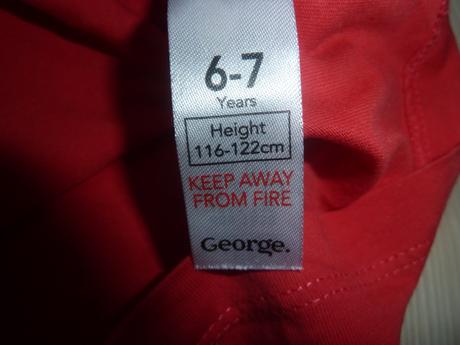 6-7
Years
Height
116-122cm
KEEP AWAY
FROM FIRE
George.